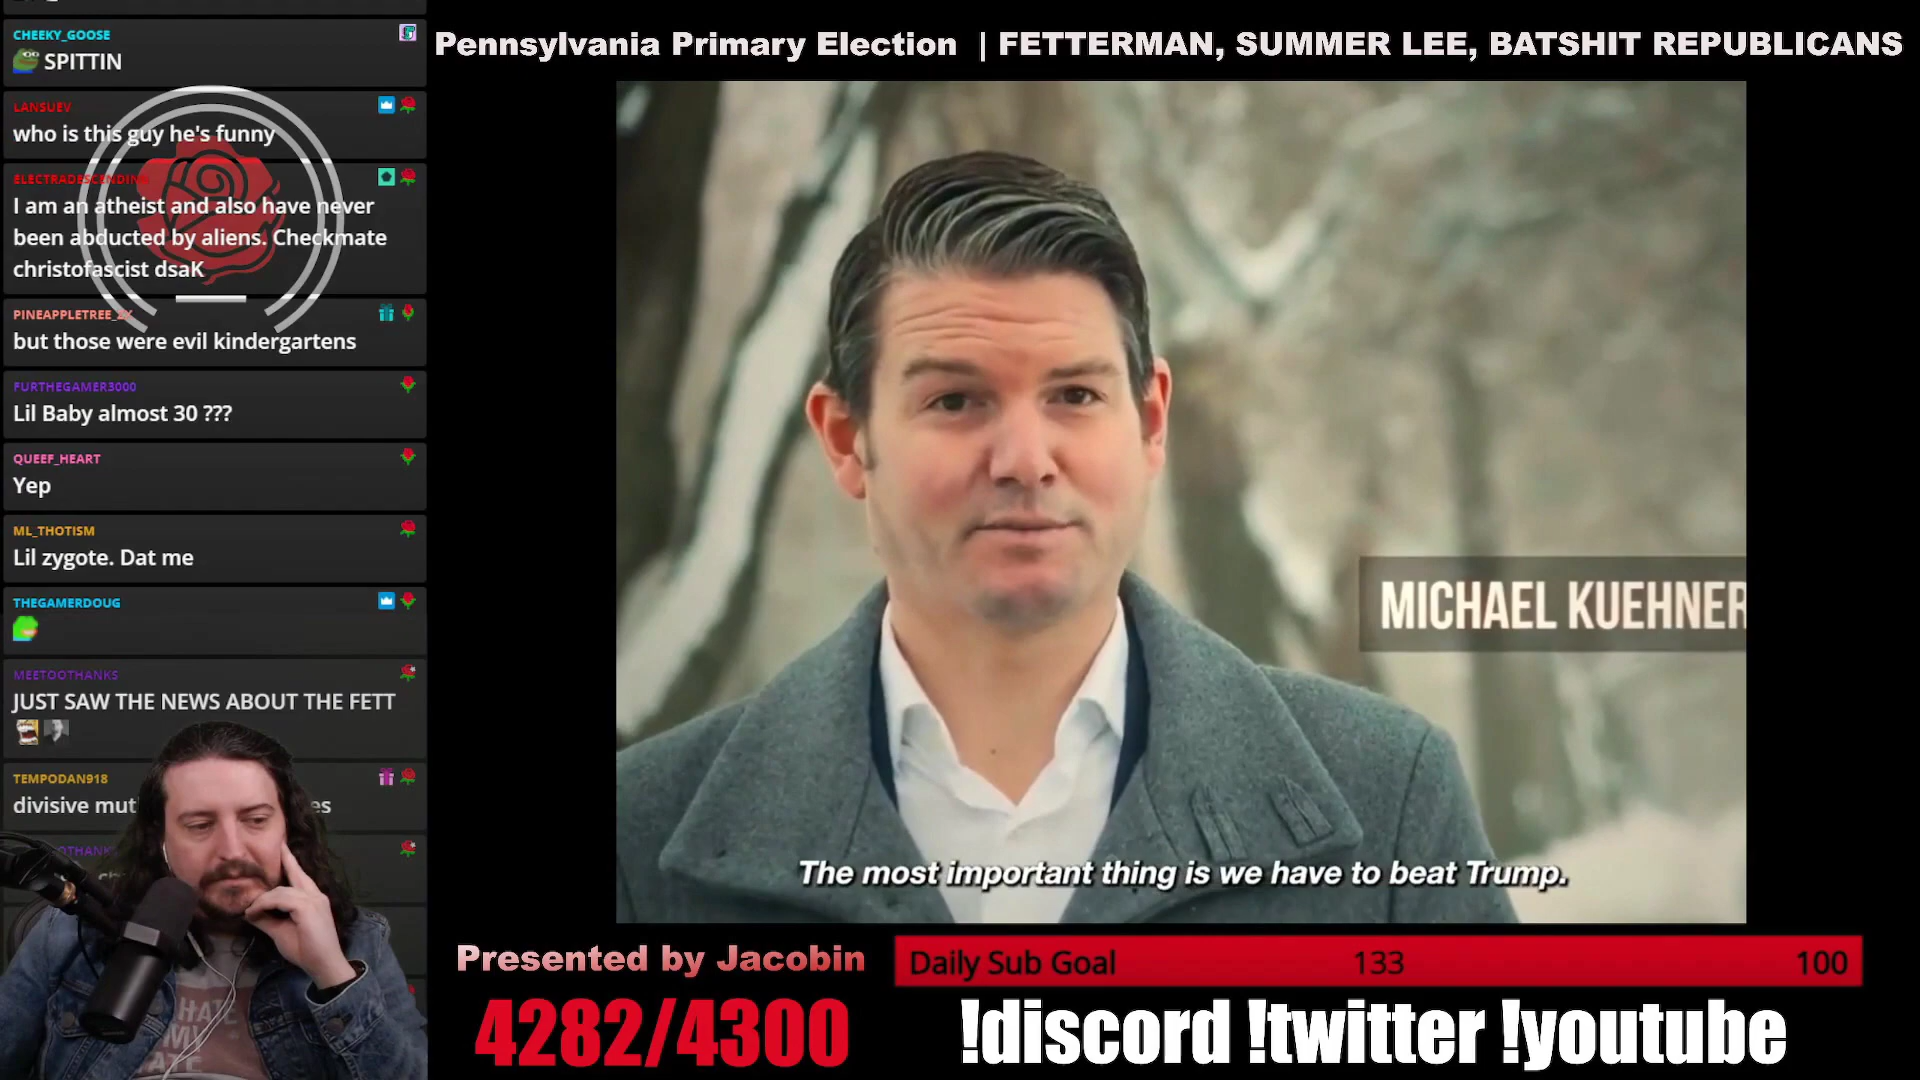 Pennsylvania Primary Election | FETTERMAN, SUMMER LEE, BATSHIT REPUBLICANS
CHEEKY_GOOSE
SPITTIN
LANSUEV
who is this guy he's funny
I am an atheist and also have never
been abducted by aliens. Checkmate
christofascist dsaK
but those were evil kindergartens
FURTHEGAMER3000
Lil Baby almost 30 ???
QUEEF_HEART
Yep
ML_THOTISM
Lil zygote. Dat me
THEGAMERDOUG
MEETOOTHANKS
JUST SAW THE NEWS ABOUT THE FETT
TEMPODAN918
divisive
MICHAEL KUEHNER
The most important thing is we have to beat Trump.
Presented by Jacobin
Daily Sub Goal 133 100
4282/4300
!discord !twitter !youtube